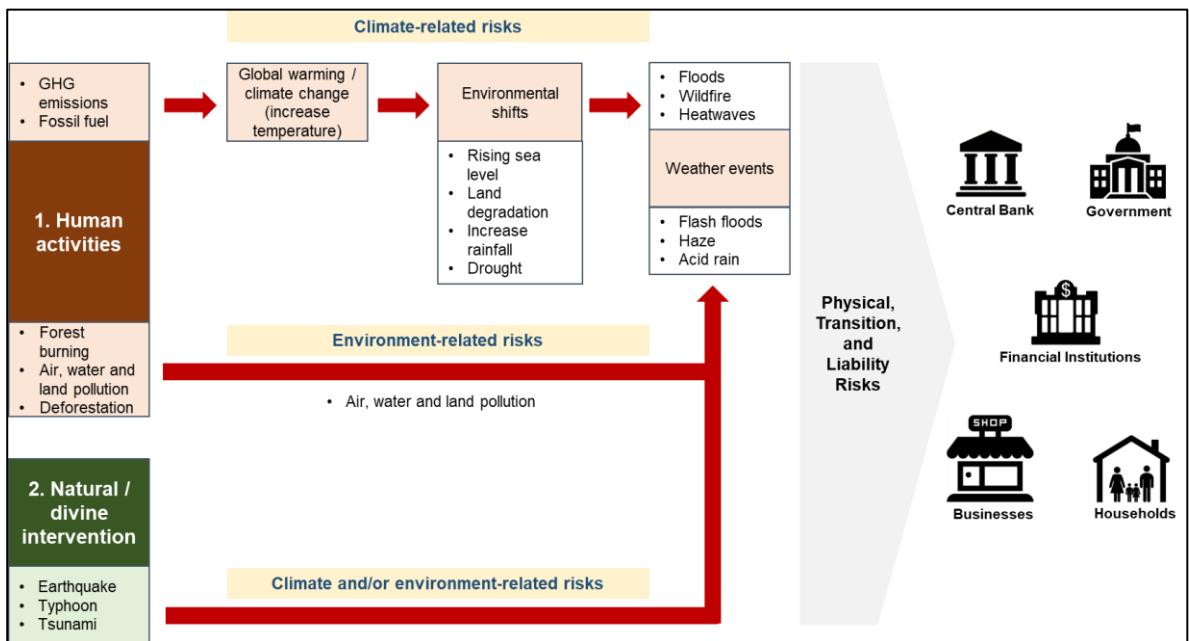 Climate-related risks
• GHG
emissions
• Fossil fuel
1. Human
activities
• Forest
burning
• Air, water and
land pollution
• Deforestation
Global warming /
climate change
(increase
temperature)
Environmental
shifts
• Rising sea
level
• Land
degradation
• Increase
rainfall
• Drought
• Floods
• Wildfire
• Heatwaves
Weather events
• Flash floods
• Haze
• Acid rain
Environment-related risks
• Air, water and land pollution
2. Natural /
divine
intervention
• Earthquake
• Typhoon
• Tsunami
Climate and/or environment-related risks
Physical,
Transition,
and
Liability
Risks
Central Bank
Government
$
Financial Institutions
SHOP
Businesses
Households